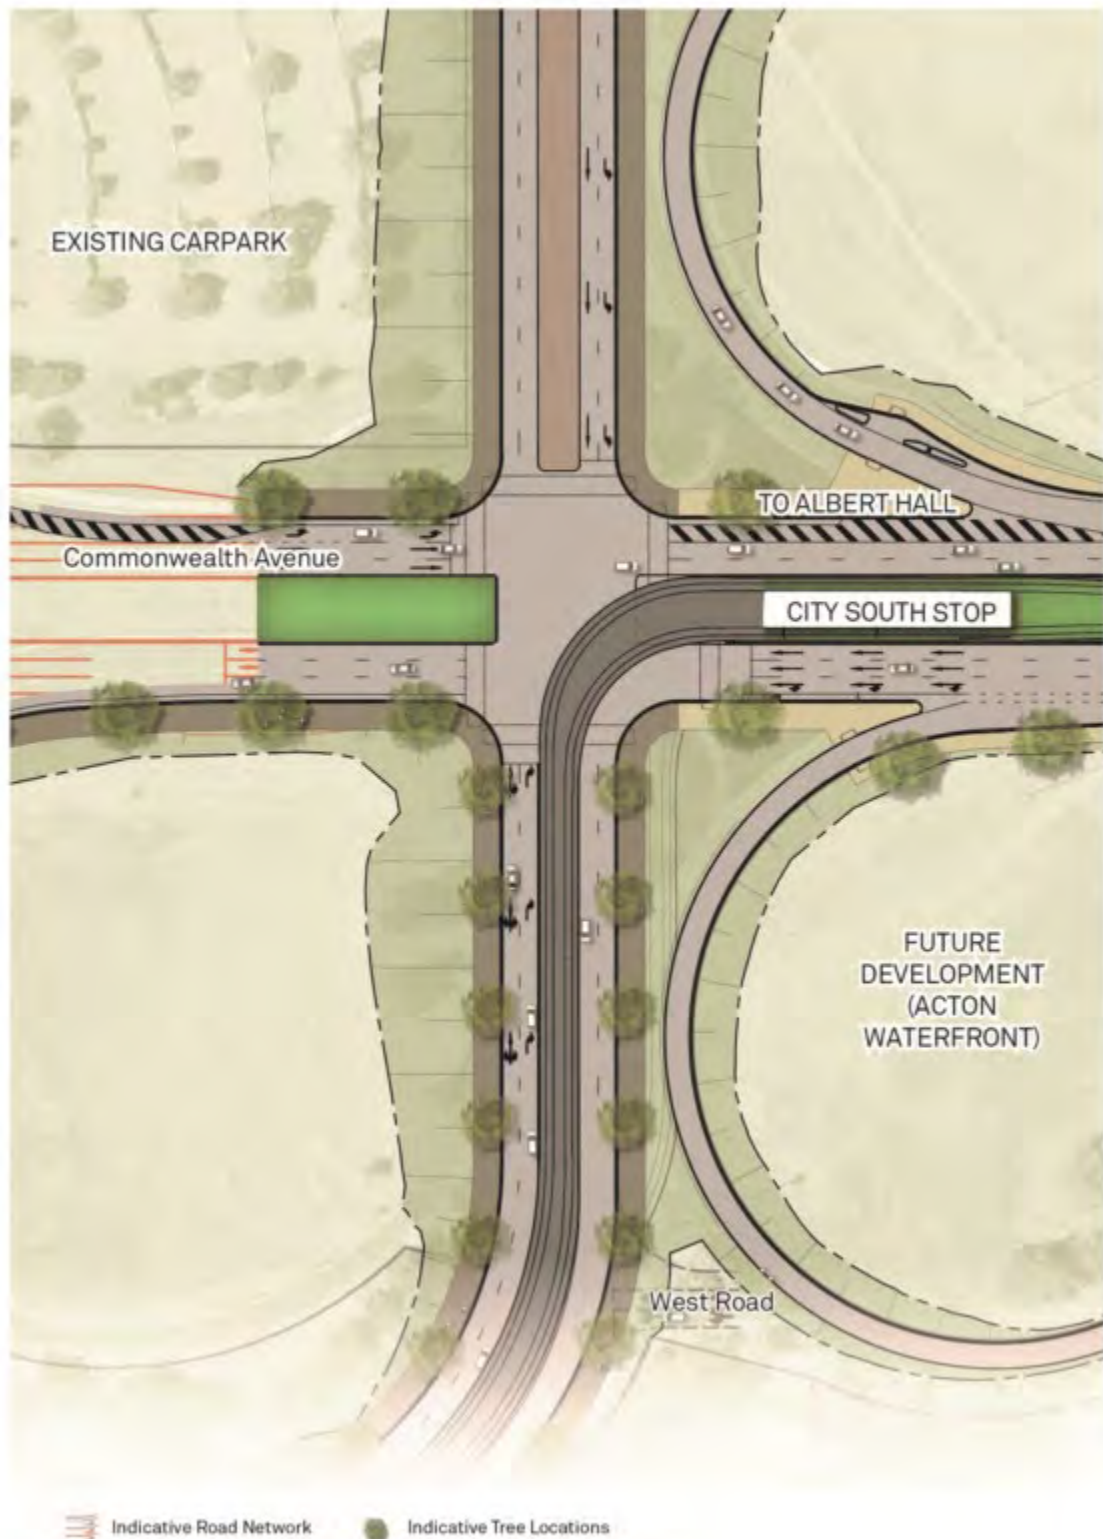 EXISTING CARPARK
TO ALBERT HALL
Commonwealth Avenue
CITY SOUTH STOP
FUTURE
DEVELOPMENT
(ACTON
WATERFRONT)
West Road
Indicative Road Network
Indicative Tree Locations